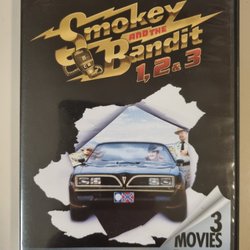 Smokey
AND THE
Bandit
1, 2 & 3
3
MOVIES